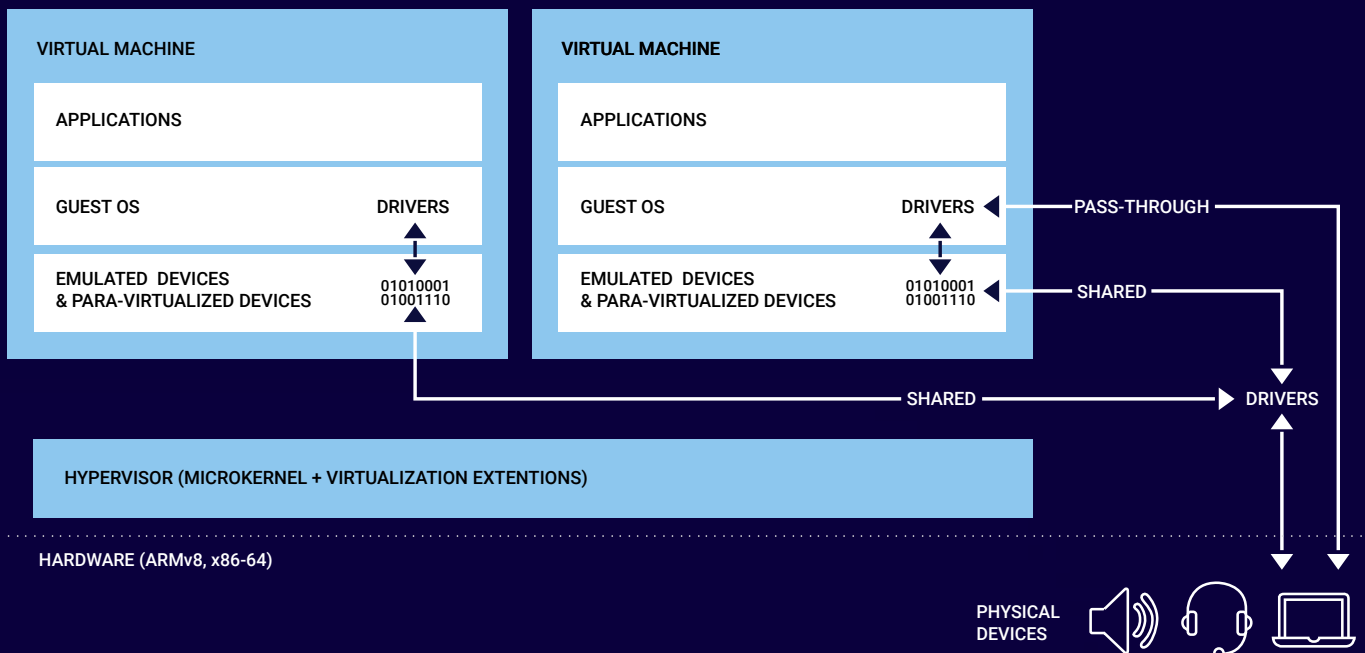 VIRTUAL MACHINE
APPLICATIONS
GUEST OS
DRIVERS
EMULATED DEVICES
& PARA-VIRTUALIZED DEVICES
01010001
01001110
VIRTUAL MACHINE
APPLICATIONS
GUEST OS
DRIVERS
EMULATED DEVICES
& PARA-VIRTUALIZED DEVICES
01010001
01001110
PASS-THROUGH
SHARED
SHARED
DRIVERS
HYPERVISOR (MICROKERNEL + VIRTUALIZATION EXTENTIONS)
HARDWARE (ARMv8, x86-64)
PHYSICAL
DEVICES